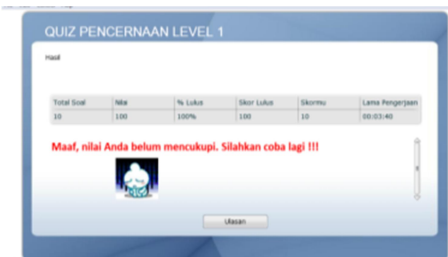 QUIZ PENCERNAAN LEVEL 1
Hasil
Total Soal Nilai % Lulus Skor Lulus Skormu Lama Pengerjaan
10 100 100% 100 10 00:03:40
Maaf, nilai Anda belum mencukupi. Silahkan coba lagi !!!
Ulasan